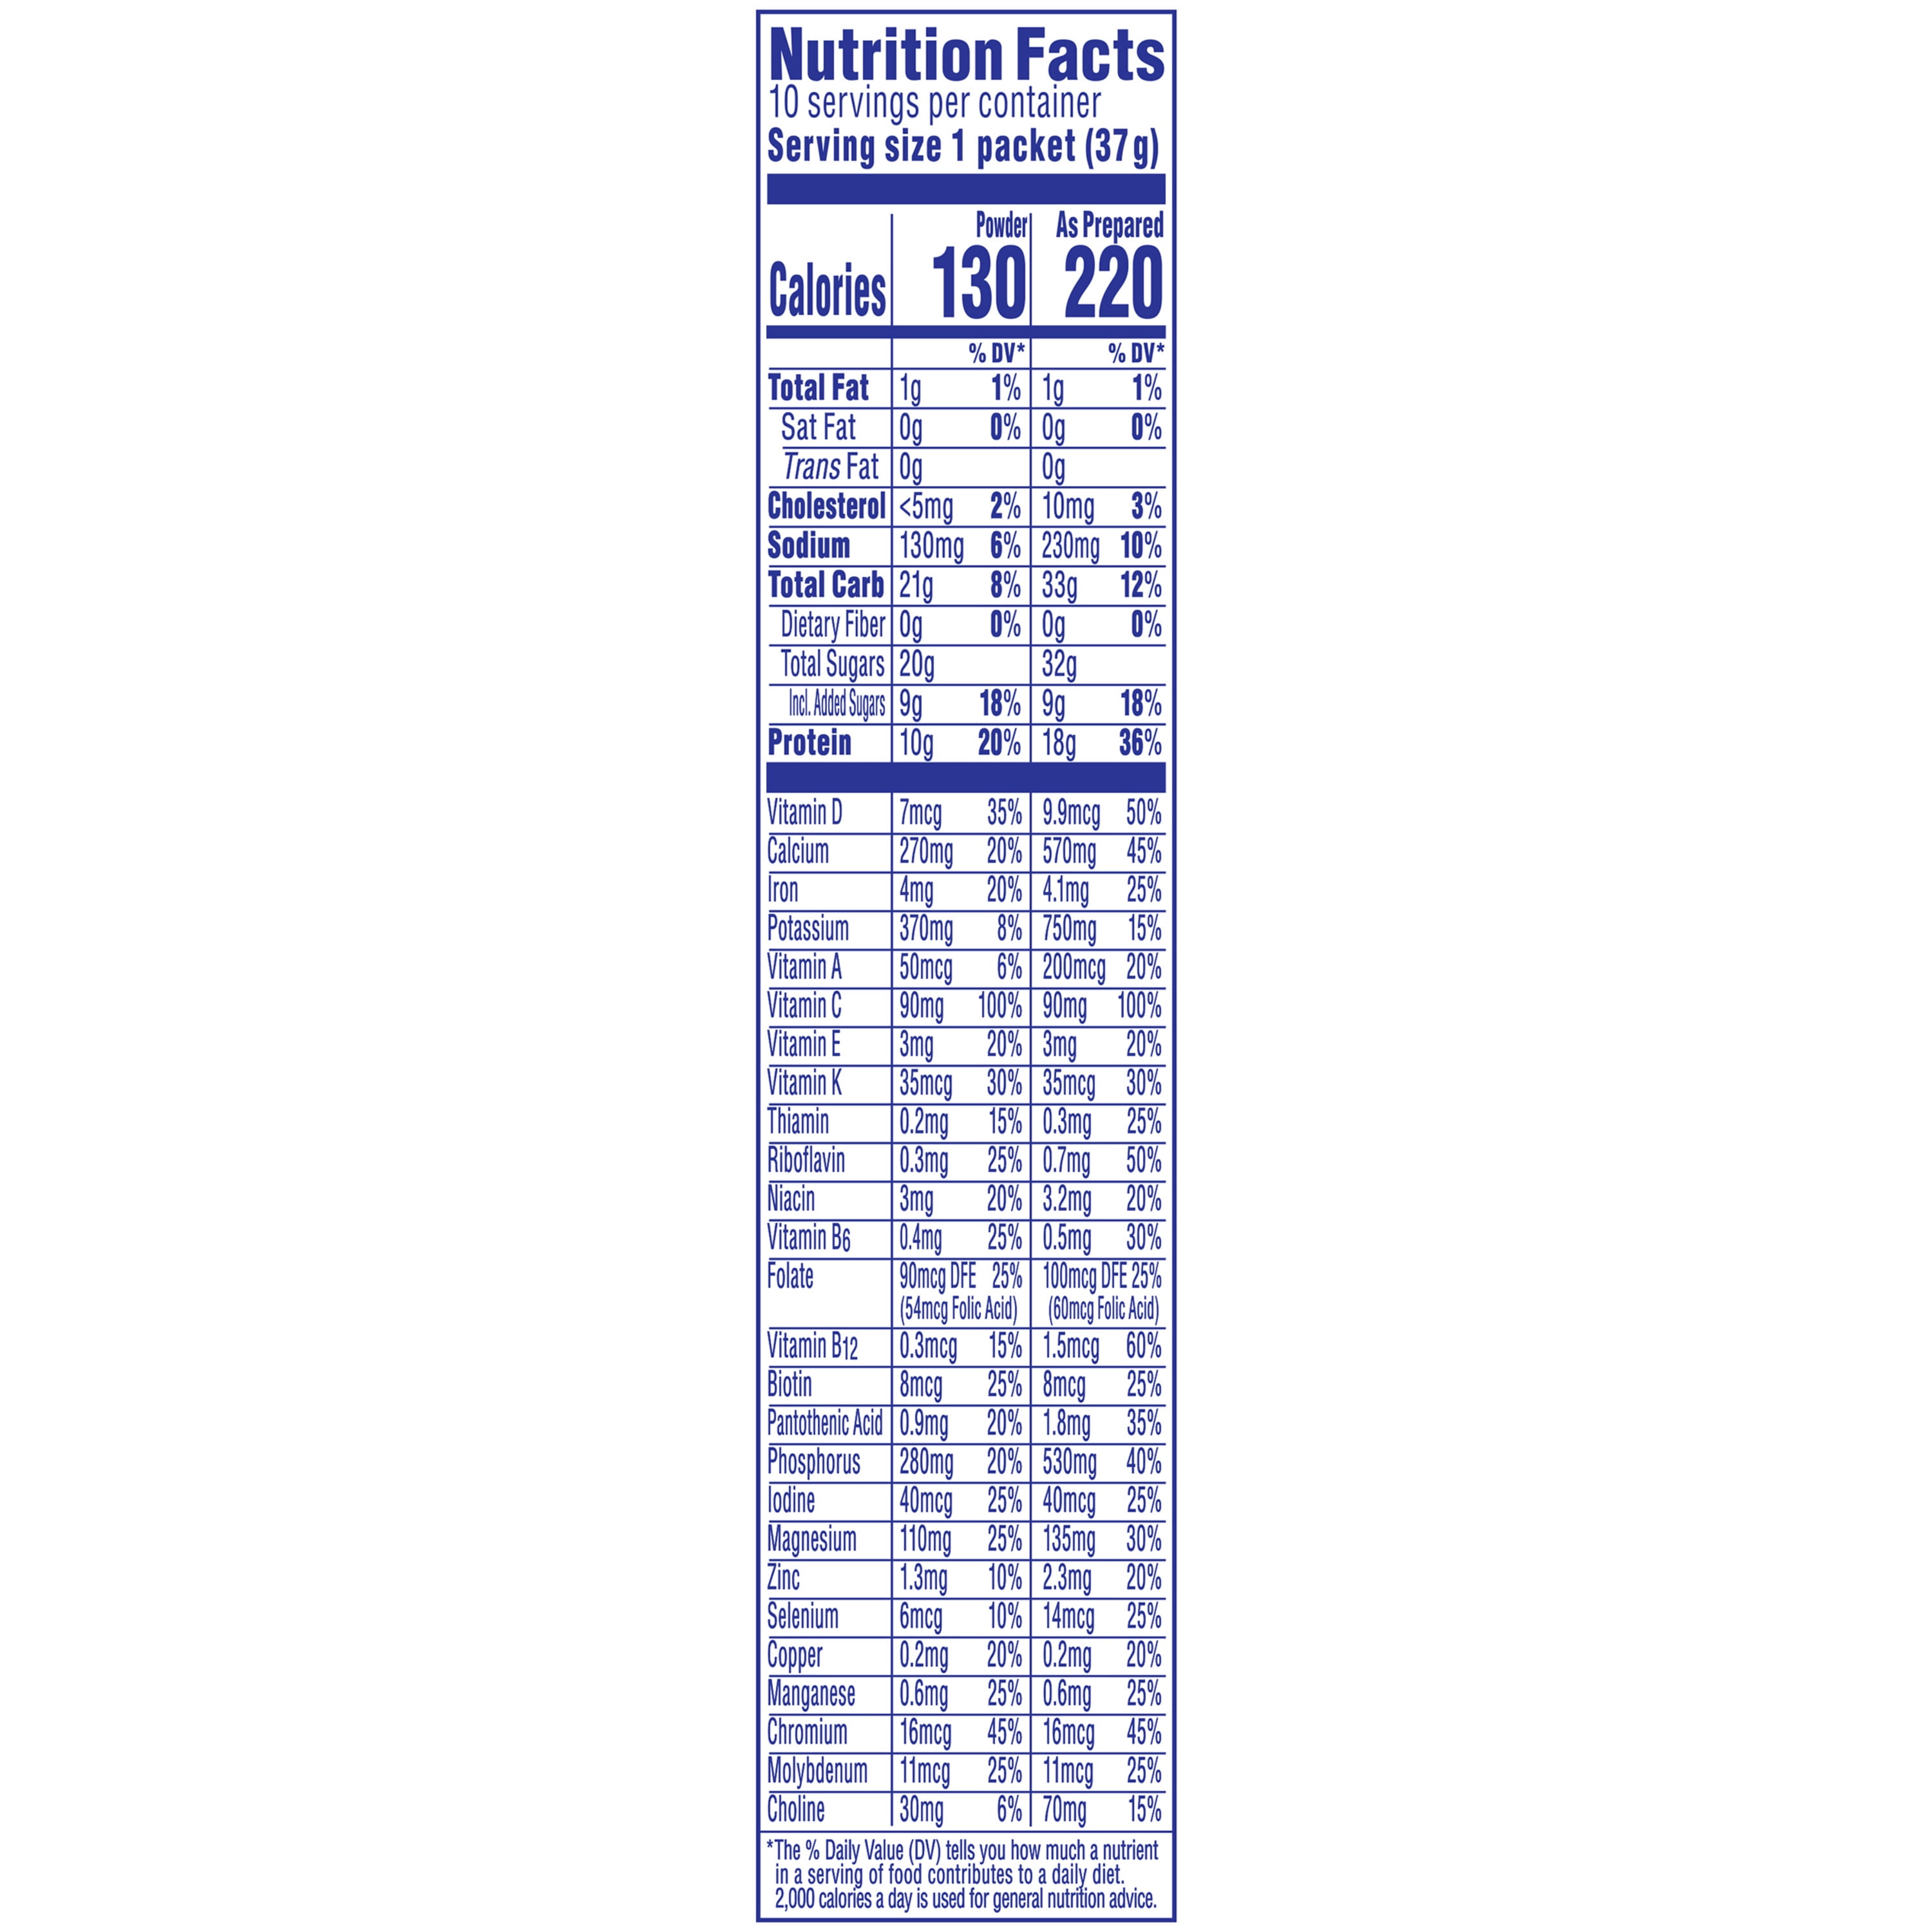 Nutrition Facts
10 servings per container
Serving size 1 packet (37g)
Powder As Prepared
Calories 130 220
% DV* % DV*
Total Fat 1g 1% 1g 1%
Sat Fat 0g 0% 0g 0%
Trans Fat 0g 0g
Cholesterol <5mg 2% 10mg 3%
Sodium 130mg 6% 230mg 10%
Total Carb 21g 8% 33g 12%
Dietary Fiber 0g 0% 0g 0%
Total Sugars 20g 32g
Incl. Added Sugars 9g 18% 9g 18%
Protein 10g 20% 18g 36%
Vitamin D 7mcg 35% 9.9mcg 50%
Calcium 270mg 20% 570mg 45%
Iron 4mg 20% 4.1mg 25%
Potassium 370mg 8% 750mg 15%
Vitamin A 50mcg 6% 200mcg 20%
Vitamin C 90mg 100% 90mg 100%
Vitamin E 3mg 20% 3mg 20%
Vitamin K 35mcg 30% 35mcg 30%
Thiamin 0.2mg 15% 0.3mg 25%
Riboflavin 0.3mg 25% 0.7mg 50%
Niacin 3mg 20% 3.2mg 20%
Vitamin B6 0.4mg 25% 0.5mg 30%
Folate 90mcg DFE 25% 100mcg DFE 25%
(54mcg Folic Acid) (60mcg Folic Acid)
Vitamin B12 0.3mcg 15% 1.5mcg 60%
Biotin 8mcg 25% 8mcg 25%
Pantothenic Acid 0.9mg 20% 1.8mg 35%
Phosphorus 280mg 20% 530mg 40%
Iodine 40mcg 25% 40mcg 25%
Magnesium 110mg 25% 135mg 30%
Zinc 1.3mg 10% 2.3mg 20%
Selenium 6mcg 10% 14mcg 25%
Copper 0.2mg 20% 0.2mg 20%
Manganese 0.6mg 25% 0.6mg 25%
Chromium 16mcg 45% 16mcg 45%
Molybdenum 11mcg 25% 11mcg 25%
Choline 30mg 6% 70mg 15%
*The % Daily Value (DV) tells you how much a nutrient
in a serving of food contributes to a daily diet.
2,000 calories a day is used for general nutrition advice.